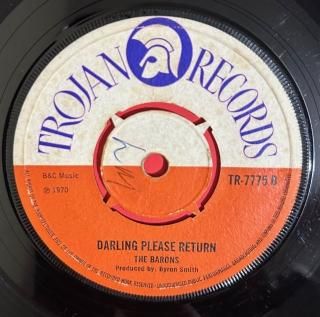 TROJAN RECORDS
B&C Music
℗ 1970
TR-7775 B
DARLING PLEASE RETURN
THE BARONS
Produced by: Byron Smith